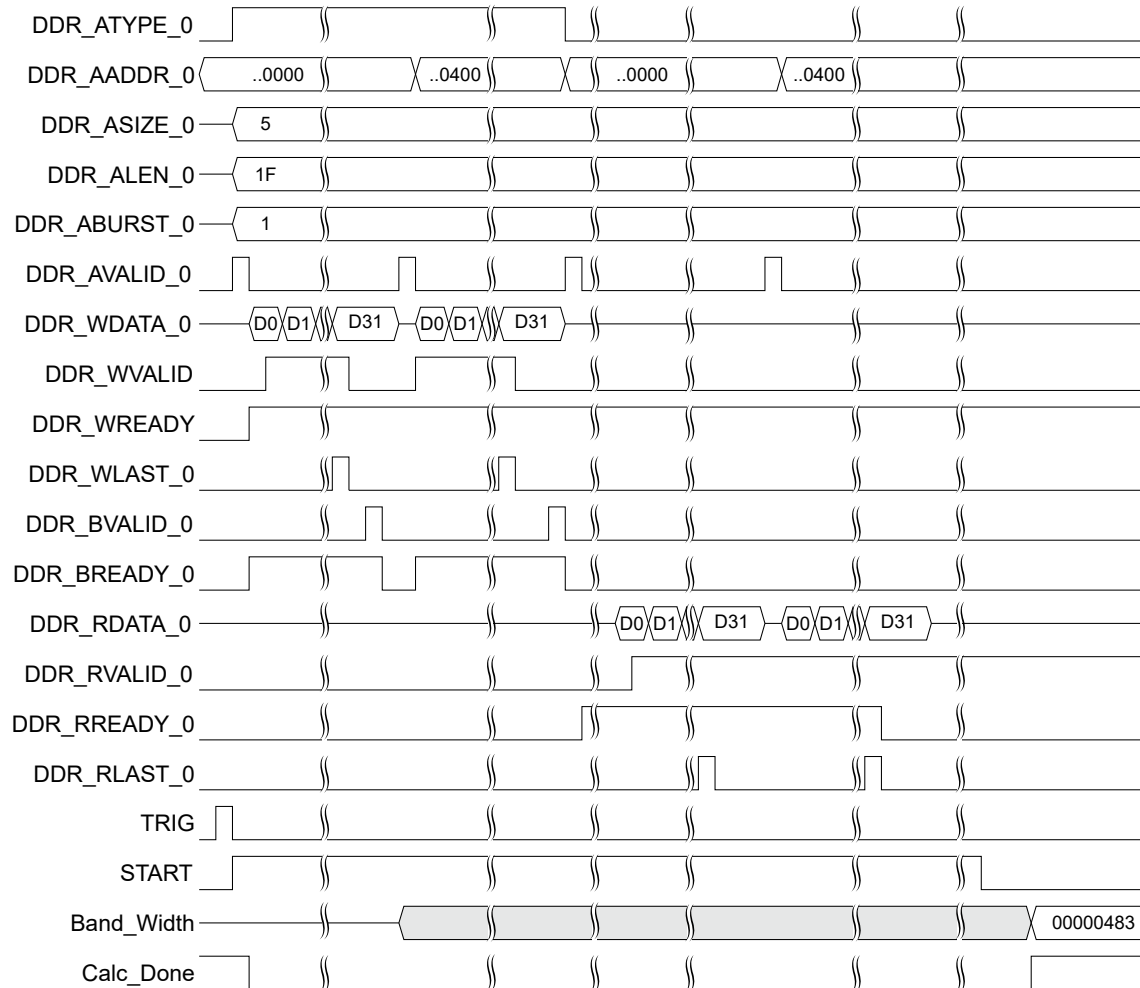 DDR_ATYPE_0
DDR_AADDR_0 ..0000 ..0400 ..0000 ..0400
DDR_ASIZE_0 5
DDR_ALEN_0 1F
DDR_ABURST_0 1
DDR_AVALID_0
DDR_WDATA_0 D0 D1 D31 D0 D1 D31
DDR_WVALID
DDR_WREADY
DDR_WLAST_0
DDR_BVALID_0
DDR_BREADY_0
DDR_RDATA_0 D0 D1 D31 D0 D1 D31
DDR_RVALID_0
DDR_RREADY_0
DDR_RLAST_0
TRIG
START
Band_Width 00000483
Calc_Done